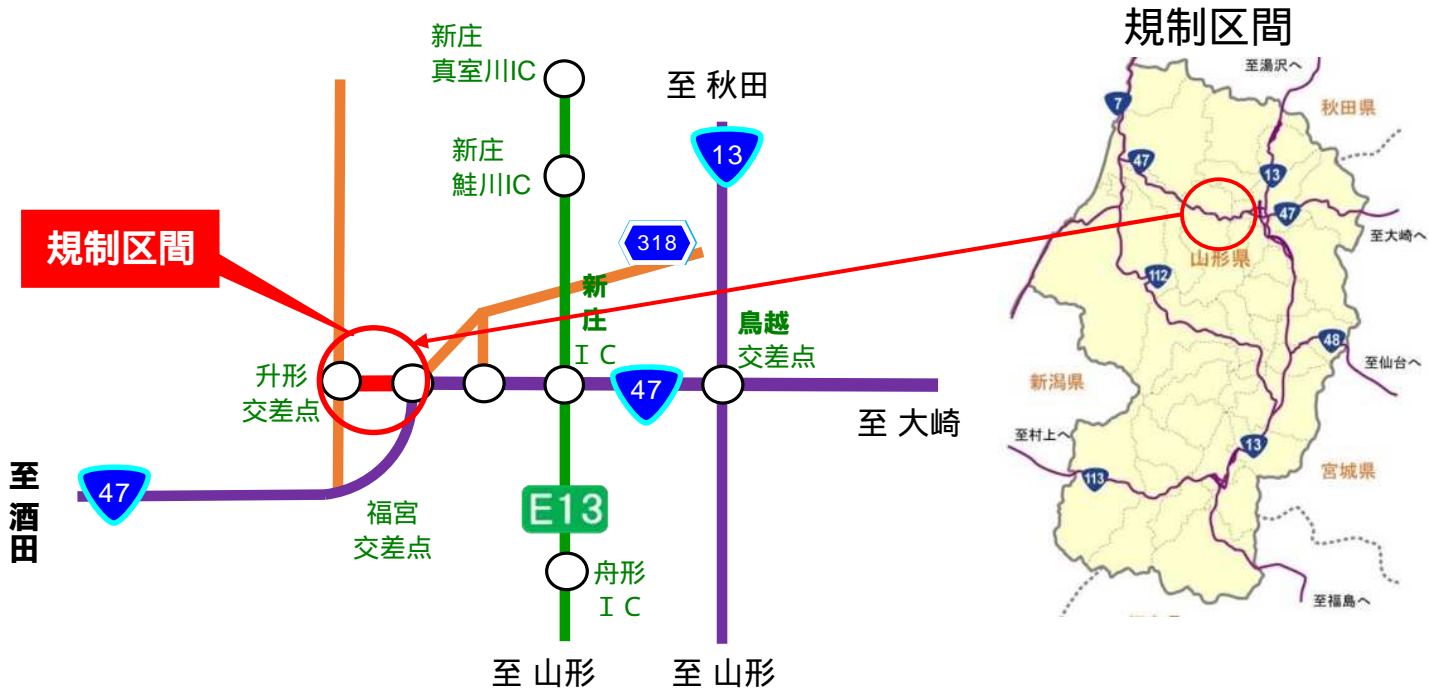 新庄
真室川IC
至 秋田
13
新庄
鮭川IC
318
規制区間
新
庄
ＩＣ
鳥越
交差点
升形
交差点
47
至 大崎
至
酒
田
47
福宮
交差点
E13
舟形
ＩＣ
至 山形
至 山形
規制区間
至湯沢へ
7
秋田県
47
13
47
至大崎へ
山形県
112
48
至仙台へ
新潟県
至村上へ
13
宮城県
113
至福島へ